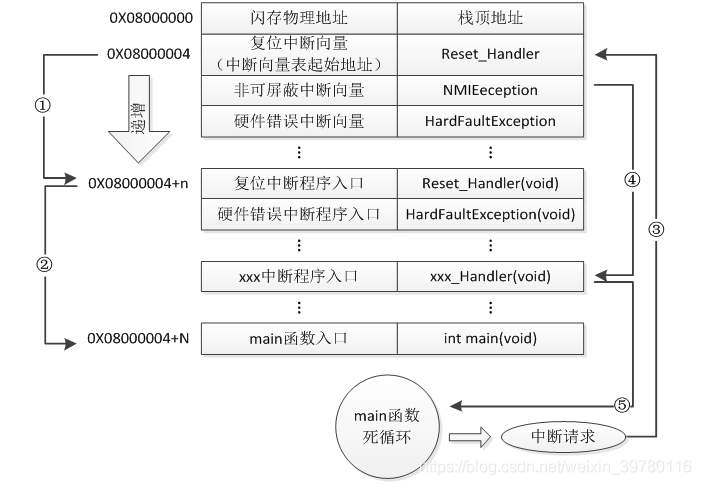 0X08000000 闪存物理地址 栈顶地址
0X08000004 复位中断向量 Reset_Handler
（中断向量表起始地址）
非可屏蔽中断向量 NMIEeception
① 递增 硬件错误中断向量 HardFaultException
⋮ ⋮
0X08000004+n 复位中断程序入口 Reset_Handler(void) ④
硬件错误中断程序入口 HardFaultException(void) ③
⋮ ⋮
② xxx中断程序入口 xxx_Handler(void)
⋮ ⋮
0X08000004+N main函数入口 int main(void)
⑤
main函数
死循环
中断请求
https://blog.csdn.net/weixin_39780116